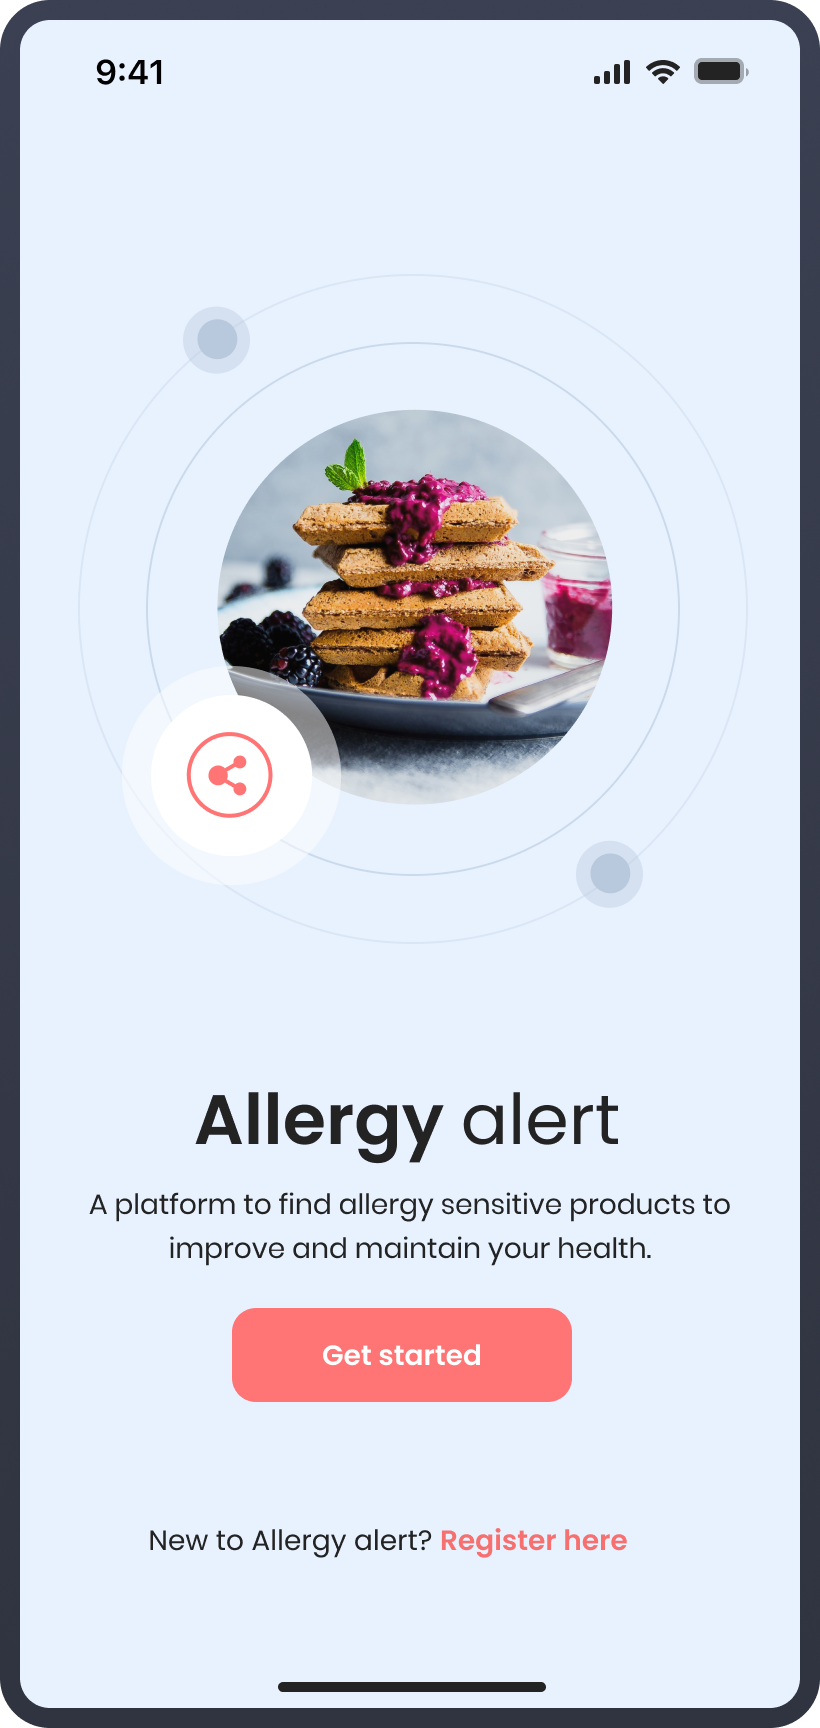 9:41
Allergy alert
A platform to find allergy sensitive products to
improve and maintain your health.
Get started
New to Allergy alert? Register here